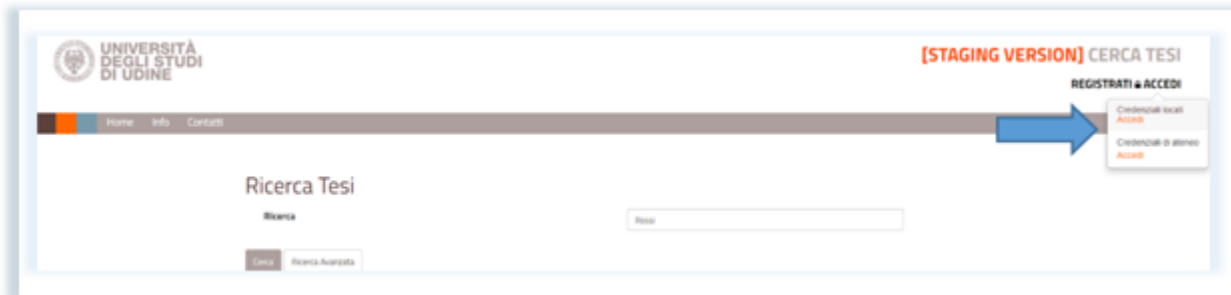 UNIVERSITÀ
DEGLI STUDI
DI UDINE
[STAGING VERSION] CERCA TESI
REGISTRATI ACCEDI
Credenziali locali
Accedi
Credenziali di ateneo
Accedi
Home Info Contatti
Ricerca Tesi
Ricerca
Rossi
Cerca Ricerca Avanzata